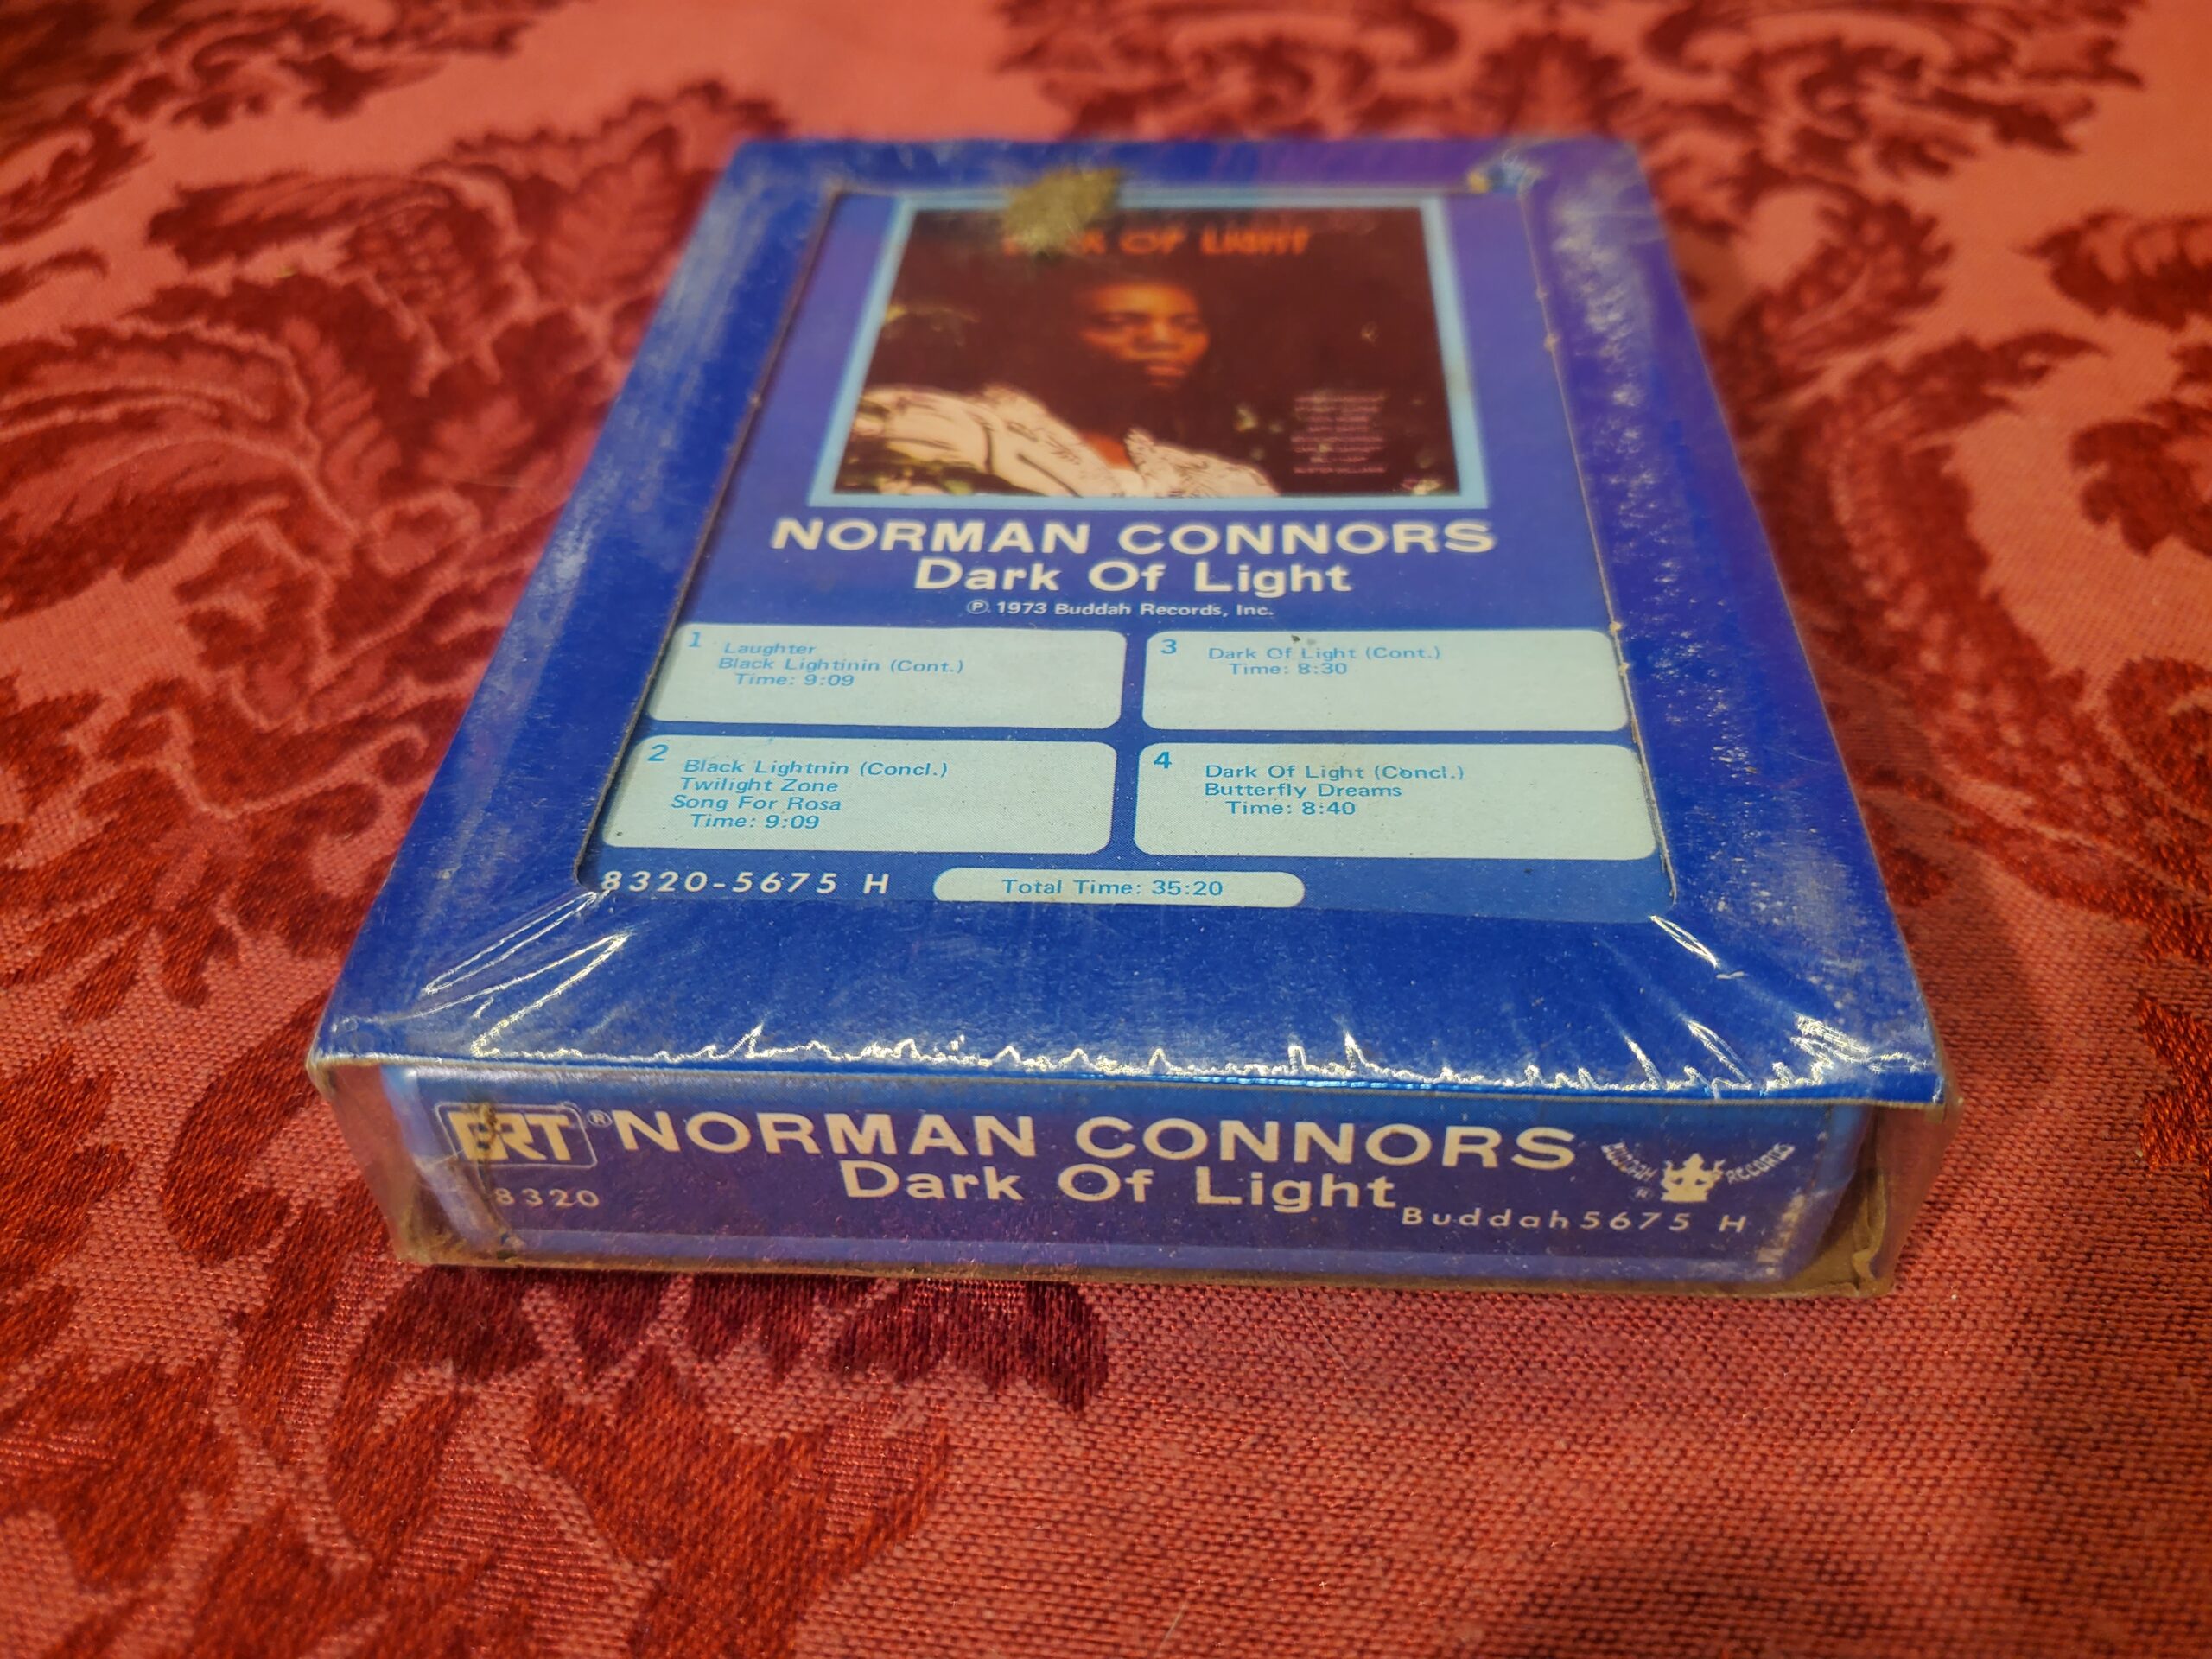 OF LIGHT
NORMAN CONNORS
Dark Of Light
Ⓟ 1973 Buddah Records, Inc.
1 Laughter
Black Lightinin (Cont.)
Time: 9:09
2 Black Lightnin (Concl.)
Twilight Zone
Song For Rosa
Time: 9:09
3 Dark Of Light (Cont.)
Time: 8:30
4 Dark Of Light (Concl.)
Butterfly Dreams
Time: 8:40
8320-5675 H
Total Time: 35:20
GRT® NORMAN CONNORS
Dark Of Light
8320
BUDDAH RECORDS
Buddah 5675 H